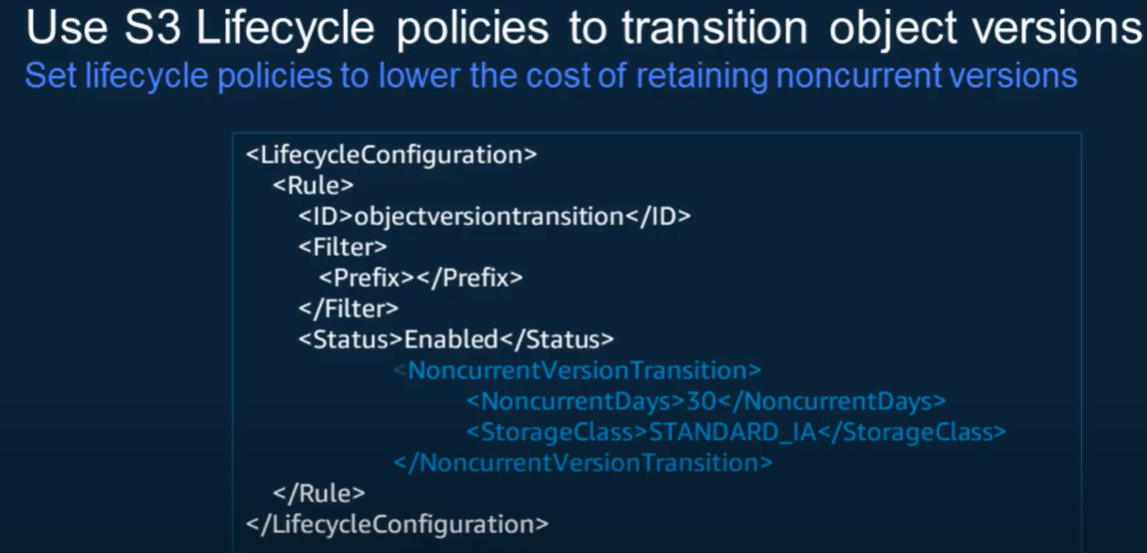 Use S3 Lifecycle policies to transition object versions
Set lifecycle policies to lower the cost of retaining noncurrent versions
<LifecycleConfiguration>
<Rule>
<ID>objectversiontransition</ID>
<Filter>
<Prefix></Prefix>
</Filter>
<Status>Enabled</Status>
<NoncurrentVersionTransition>
<NoncurrentDays>30</NoncurrentDays>
<StorageClass>STANDARD_IA</StorageClass>
</NoncurrentVersionTransition>
</Rule>
</LifecycleConfiguration>